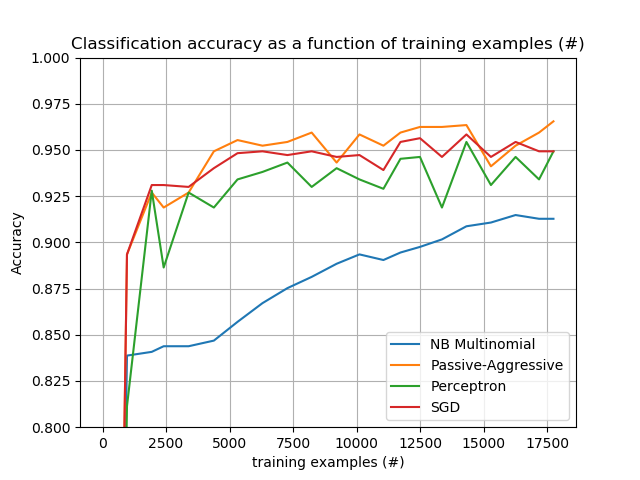 Classification accuracy as a function of training examples (#)
1.000
0.975
0.950
0.925
0.900
0.875
0.850
0.825
0.800
Accuracy
NB Multinomial
Passive-Aggressive
Perceptron
SGD
0 2500 5000 7500 10000 12500 15000 17500
training examples (#)